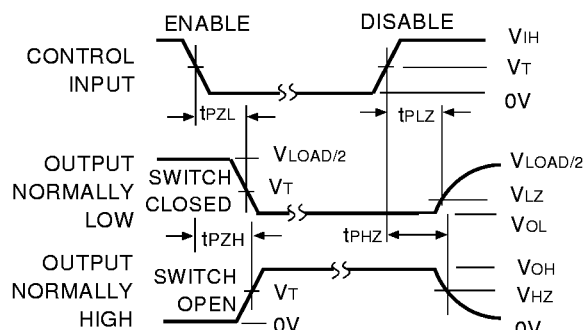 ENABLE DISABLE
CONTROL INPUT
VIH
VT
0V
tPZL
tPLZ
OUTPUT NORMALLY LOW
SWITCH CLOSED
VLOAD/2
VT
VLOAD/2
VLZ
VOL
tPZH
tPHZ
OUTPUT NORMALLY HIGH
SWITCH OPEN
VT
0V
VOH
VHZ
0V